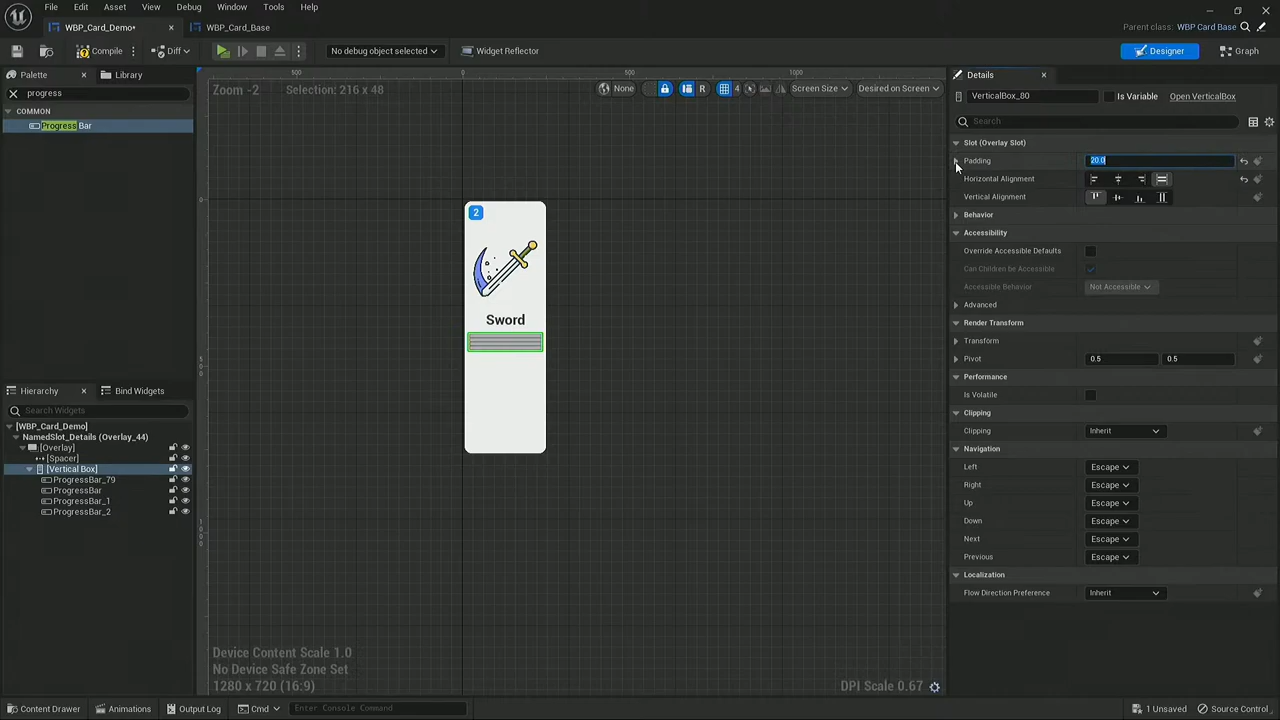 File Edit Asset View Debug Window Tools Help
WBP_Card_Demo• WBP_Card_Base Parent class: WBP Card Base
Compile Diff No debug object selected Widget Reflector Designer Graph
Palette Library
progress
COMMON
Progress Bar
Zoom -2 Selection: 216 x 48 None R 4 Screen Size Desired on Screen
500 0 500 1000
2
Sword
Device Content Scale 1.0
No Device Safe Zone Set
1280 x 720 (16:9) DPI Scale 0.67
Hierarchy Bind Widgets
Search Widgets
[WBP_Card_Demo]
NamedSlot_Details (Overlay_44)
[Overlay]
[Spacer]
[Vertical Box]
ProgressBar_79
ProgressBar
ProgressBar_1
ProgressBar_2
Details
VerticalBox_80 Is Variable Open VerticalBox
Search
Slot (Overlay Slot)
Padding 20.0
Horizontal Alignment
Vertical Alignment
Behavior
Accessibility
Override Accessible Defaults
Can Children be Accessible
Accessible Behavior Not Accessible
Advanced
Render Transform
Transform
Pivot 0.5 0.5
Performance
Is Volatile
Clipping
Clipping Inherit
Navigation
Left Escape
Right Escape
Up Escape
Down Escape
Next Escape
Previous Escape
Localization
Flow Direction Preference Inherit
Content Drawer Animations Output Log Cmd Enter Console Command 1 Unsaved Source Control